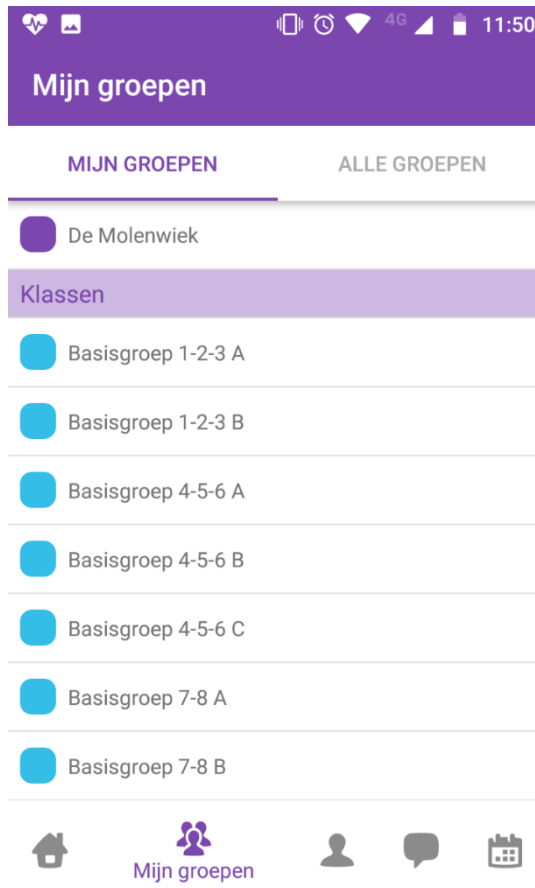 4G 11:50
Mijn groepen
MIJN GROEPEN ALLE GROEPEN
De Molenwiek
Klassen
Basisgroep 1-2-3 A
Basisgroep 1-2-3 B
Basisgroep 4-5-6 A
Basisgroep 4-5-6 B
Basisgroep 4-5-6 C
Basisgroep 7-8 A
Basisgroep 7-8 B
Mijn groepen